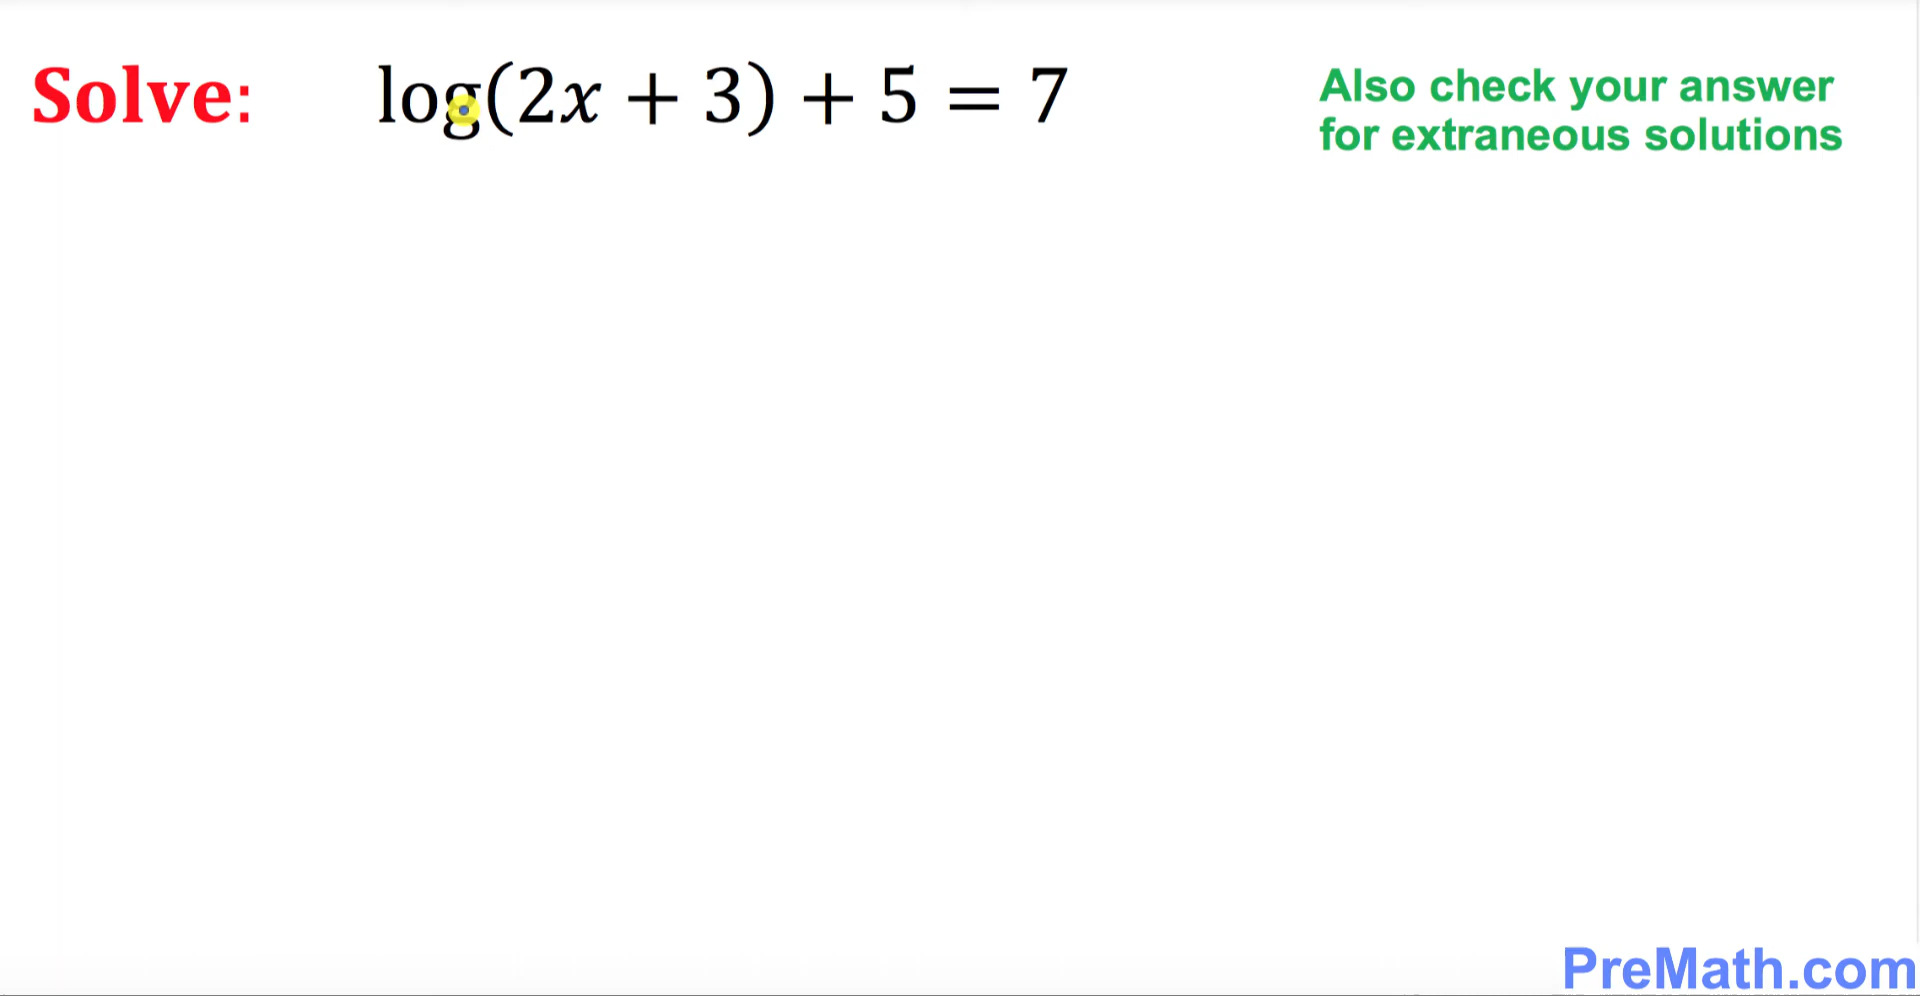 Solve: log(2x + 3) + 5 = 7
Also check your answer
for extraneous solutions
PreMath.com